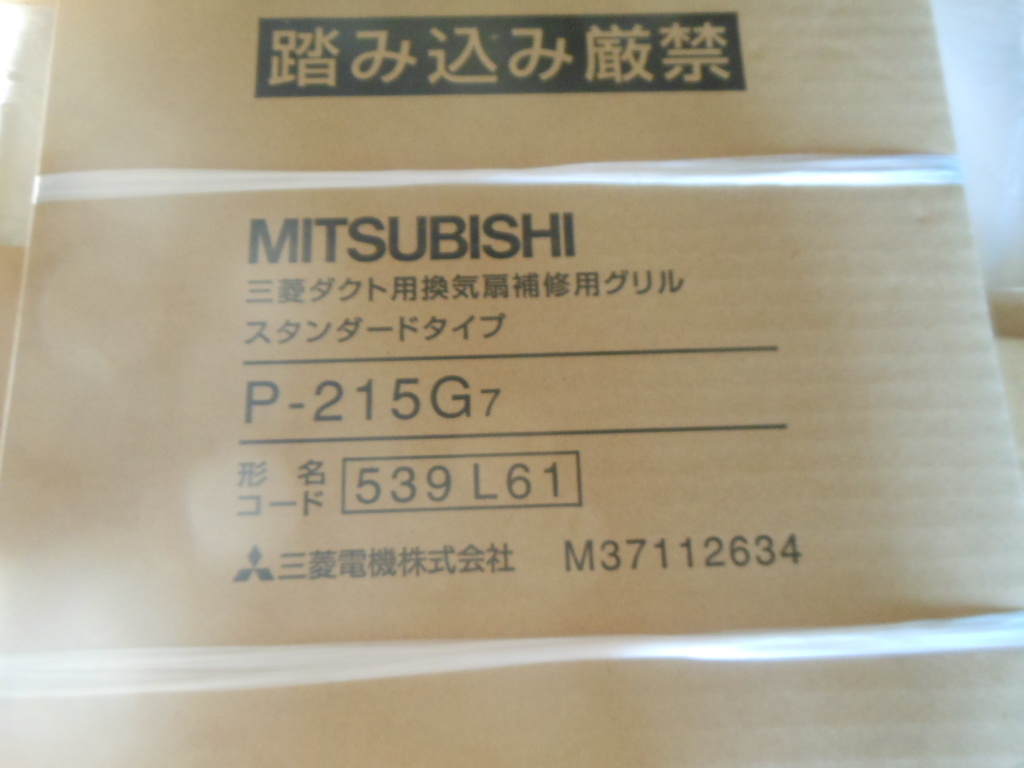 踏み込み厳禁
MITSUBISHI
三菱ダクト用換気扇補修用グリル
スタンダードタイプ
P-215G7
形名
コード 539 L61
三菱電機株式会社 M37112634